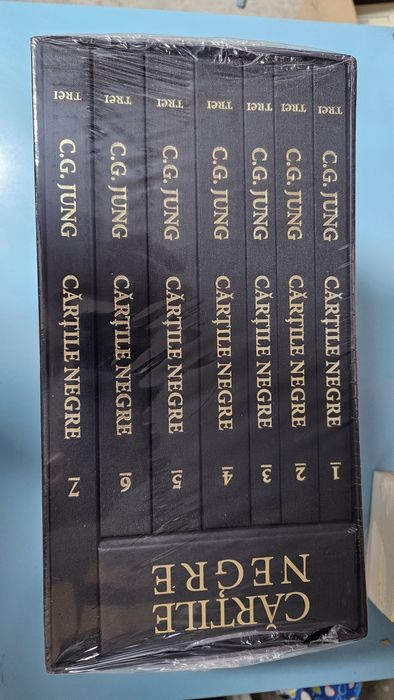 CĂRȚILE
NEGRE
TREI C.G. JUNG CĂRȚILE NEGRE 1
TREI C.G. JUNG CĂRȚILE NEGRE 2
TREI C.G. JUNG CĂRȚILE NEGRE 3
TREI C.G. JUNG CĂRȚILE NEGRE 4
TREI C.G. JUNG CĂRȚILE NEGRE 5
TREI C.G. JUNG CĂRȚILE NEGRE 6
TREI C.G. JUNG CĂRȚILE NEGRE 7